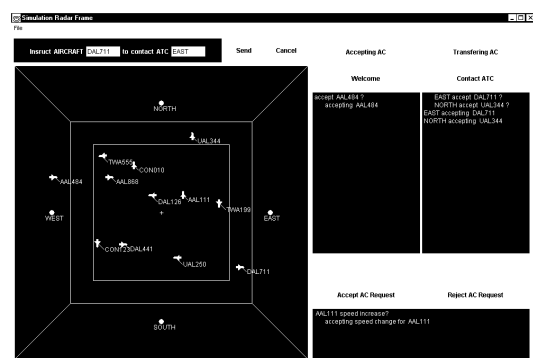 Simulation Radar Frame
File
Insruct AIRCRAFT DAL711 to contact ATC EAST
Send
Cancel
Accepting AC
Transfering AC
Welcome
Contact ATC
accept AAL484 ?
accepting AAL484
EAST accept DAL711 ?
NORTH accept UAL344 ?
EAST accepting DAL711
NORTH accepting UAL344
NORTH
UAL344
TWA555
CON010
AAL484
AAL868
DAL126
AAL111
TWA199
WEST
EAST
CON123
DAL441
UAL250
DAL711
SOUTH
Accept AC Request
Reject AC Request
AAL111 speed increase?
accepting speed change for AAL111